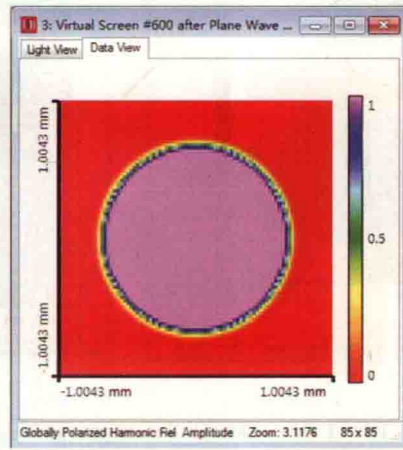 3: Virtual Screen #600 after Plane Wave ...
Light View Data View
1.0043 mm
-1.0043 mm
-1.0043 mm 1.0043 mm
1
0.5
0
Globally Polarized Harmonic Fiel Amplitude Zoom: 3.1176 85 x 85